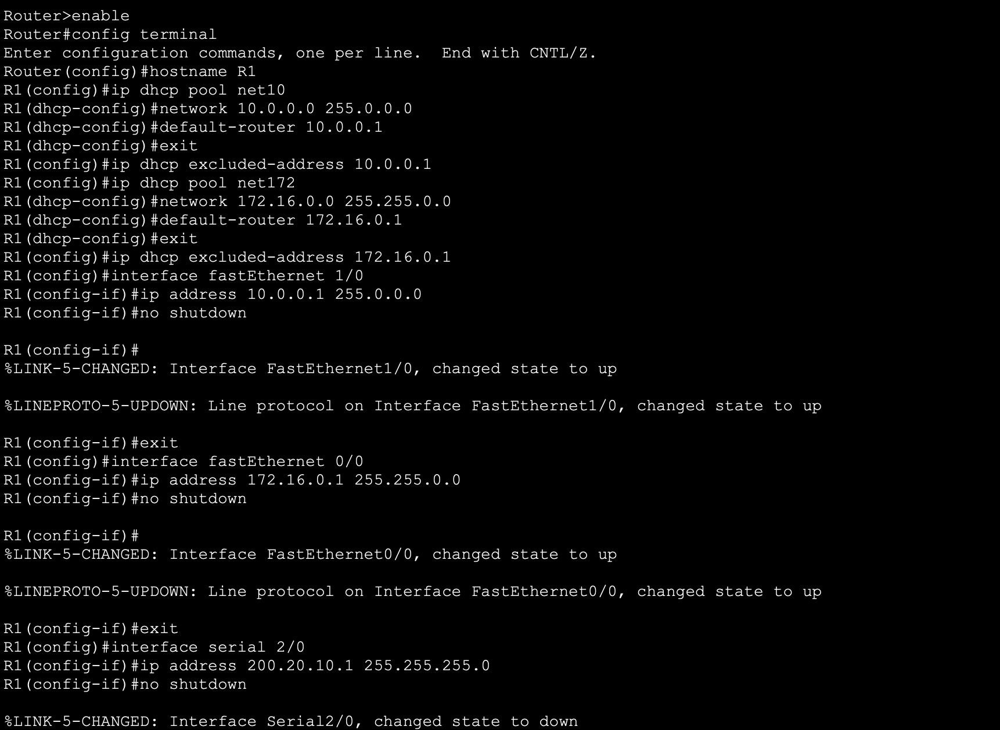 Router>enable
Router#config terminal
Enter configuration commands, one per line.  End with CNTL/Z.
Router(config)#hostname R1
R1(config)#ip dhcp pool net10
R1(dhcp-config)#network 10.0.0.0 255.0.0.0
R1(dhcp-config)#default-router 10.0.0.1
R1(dhcp-config)#exit
R1(config)#ip dhcp excluded-address 10.0.0.1
R1(config)#ip dhcp pool net172
R1(dhcp-config)#network 172.16.0.0 255.255.0.0
R1(dhcp-config)#default-router 172.16.0.1
R1(dhcp-config)#exit
R1(config)#ip dhcp excluded-address 172.16.0.1
R1(config)#interface fastEthernet 1/0
R1(config-if)#ip address 10.0.0.1 255.0.0.0
R1(config-if)#no shutdown

R1(config-if)#
%LINK-5-CHANGED: Interface FastEthernet1/0, changed state to up

%LINEPROTO-5-UPDOWN: Line protocol on Interface FastEthernet1/0, changed state to up

R1(config-if)#exit
R1(config)#interface fastEthernet 0/0
R1(config-if)#ip address 172.16.0.1 255.255.0.0
R1(config-if)#no shutdown

R1(config-if)#
%LINK-5-CHANGED: Interface FastEthernet0/0, changed state to up

%LINEPROTO-5-UPDOWN: Line protocol on Interface FastEthernet0/0, changed state to up

R1(config-if)#exit
R1(config)#interface serial 2/0
R1(config-if)#ip address 200.20.10.1 255.255.255.0
R1(config-if)#no shutdown

%LINK-5-CHANGED: Interface Serial2/0, changed state to down